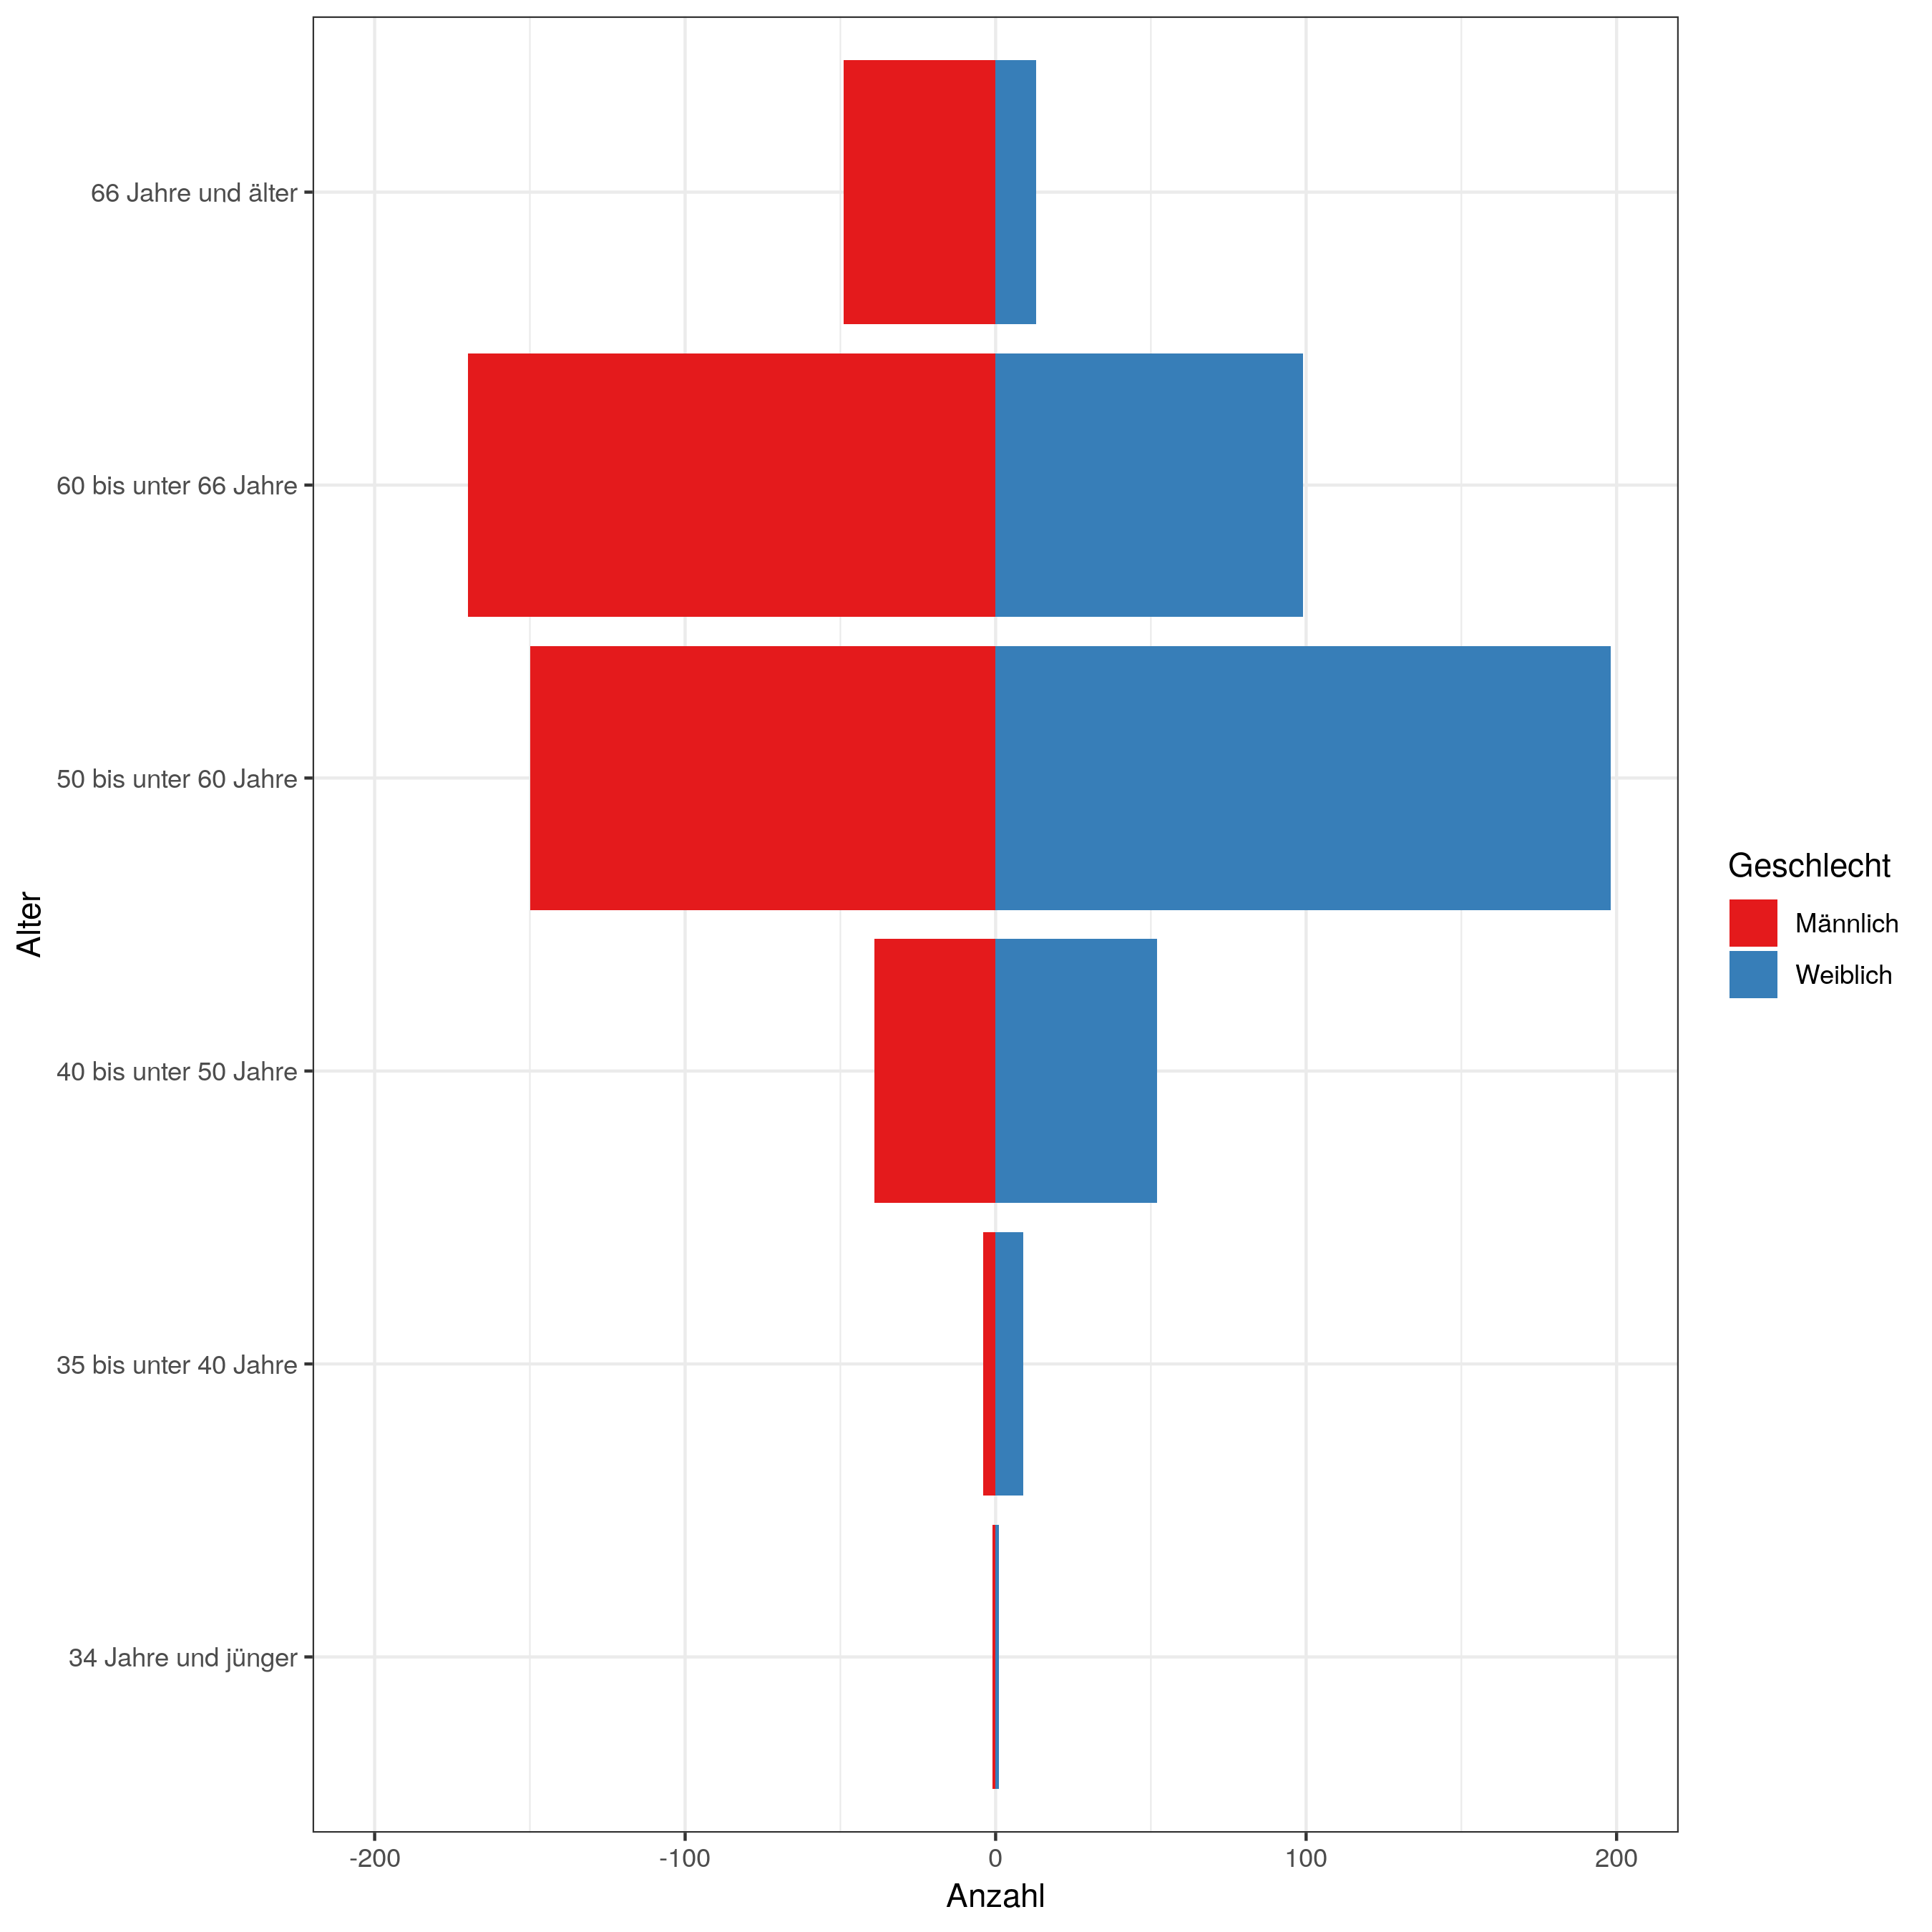 66 Jahre und älter
60 bis unter 66 Jahre
50 bis unter 60 Jahre
40 bis unter 50 Jahre
35 bis unter 40 Jahre
34 Jahre und jünger
Alter
-200
-100
0
100
200
Anzahl
Geschlecht
Männlich
Weiblich